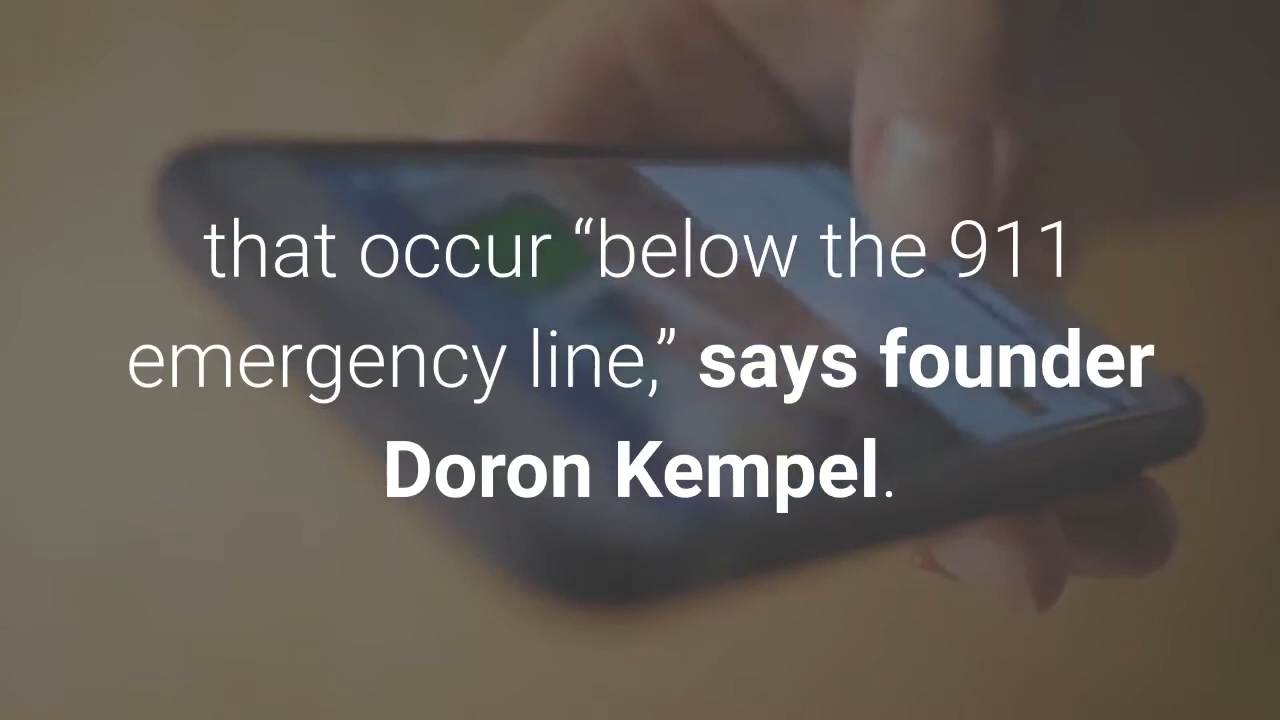 that occur “below the 911
emergency line,” says founder
Doron Kempel.